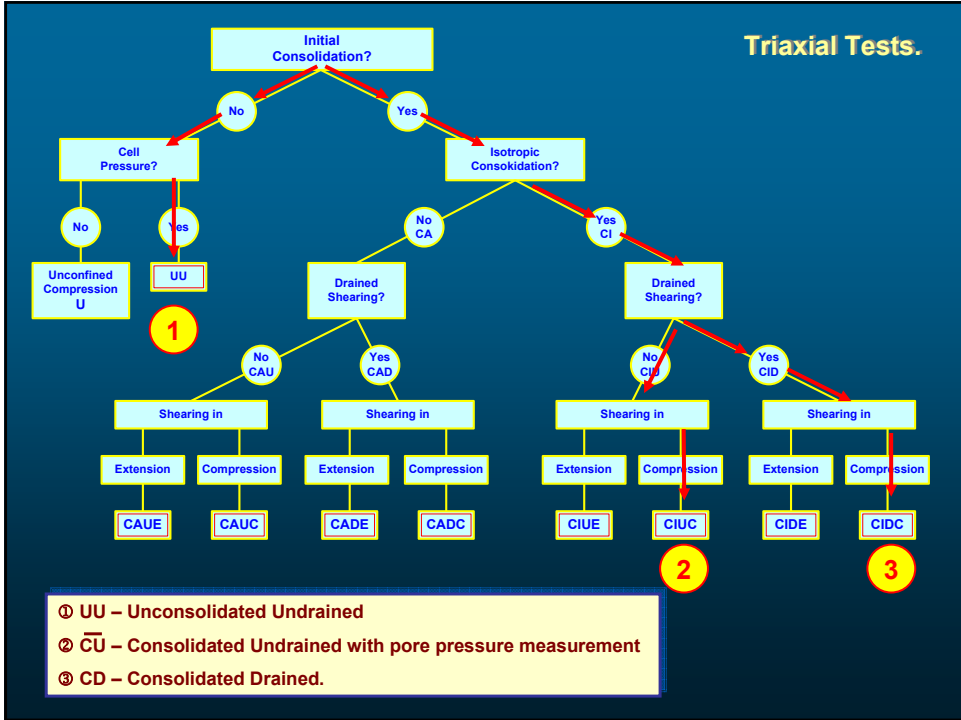 Triaxial Tests.
Initial
Consolidation?
No
Yes
Cell
Pressure?
Isotropic
Consokidation?
No
Yes
No
CA
Yes
CI
Unconfined
Compression
U
UU
Drained
Shearing?
Drained
Shearing?
1
No
CAU
Yes
CAD
No
CIU
Yes
CID
Shearing in
Shearing in
Shearing in
Shearing in
Extension
Compression
Extension
Compression
Extension
Compression
Extension
Compression
CAUE
CAUC
CADE
CADC
CIUE
CIUC
CIDE
CIDC
2
3
① UU – Unconsolidated Undrained
② C̅U̅ – Consolidated Undrained with pore pressure measurement
③ CD – Consolidated Drained.